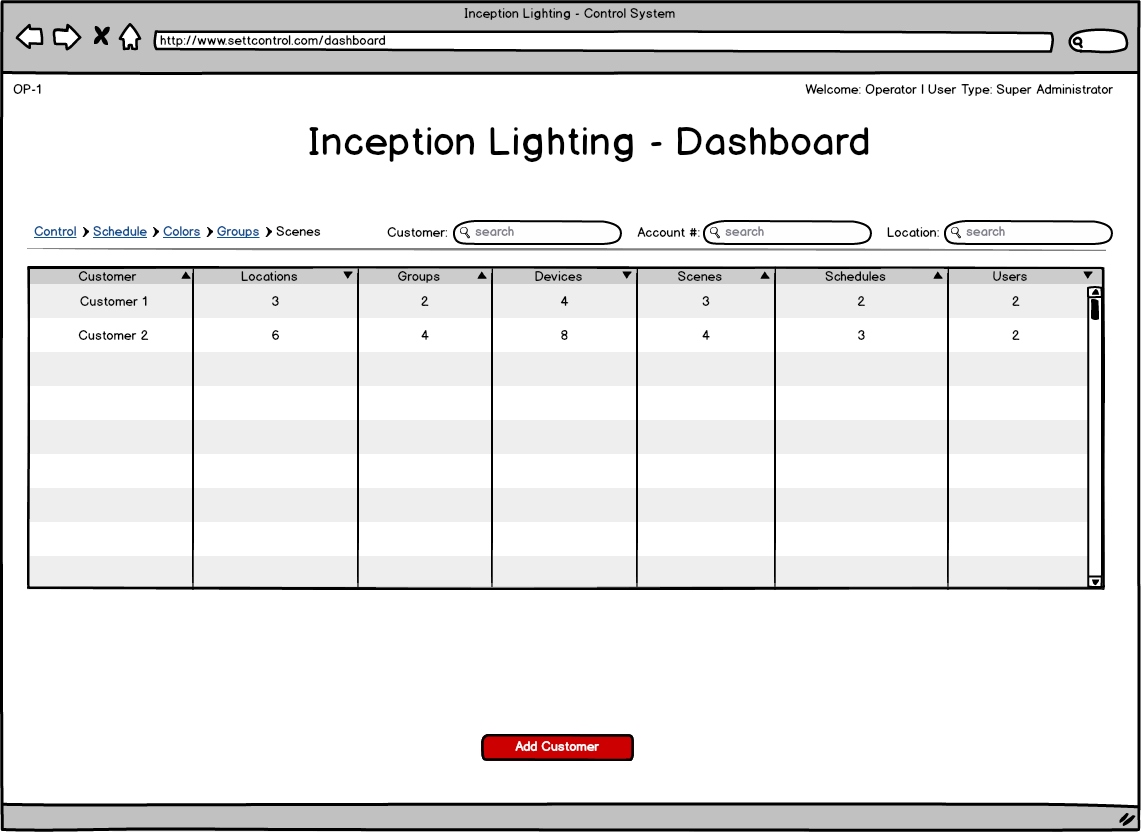 Inception Lighting - Control System
http://www.settcontrol.com/dashboard
OP-1 Welcome: Operator | User Type: Super Administrator
Inception Lighting - Dashboard
Control Schedule Colors Groups Scenes Customer: search Account #: search Location: search
Customer Locations Groups Devices Scenes Schedules Users
Customer 1 3 2 4 3 2 2
Customer 2 6 4 8 4 3 2
Add Customer